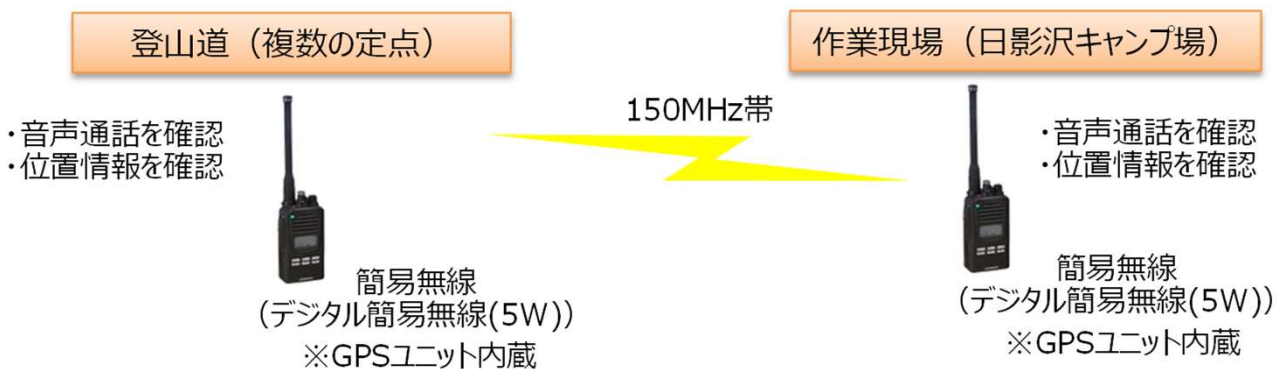 登山道（複数の定点）
作業現場（日影沢キャンプ場）
150MHz帯
・音声通話を確認
・位置情報を確認
・音声通話を確認
・位置情報を確認
簡易無線
（デジタル簡易無線(5W)）
※GPSユニット内蔵
簡易無線
（デジタル簡易無線(5W)）
※GPSユニット内蔵